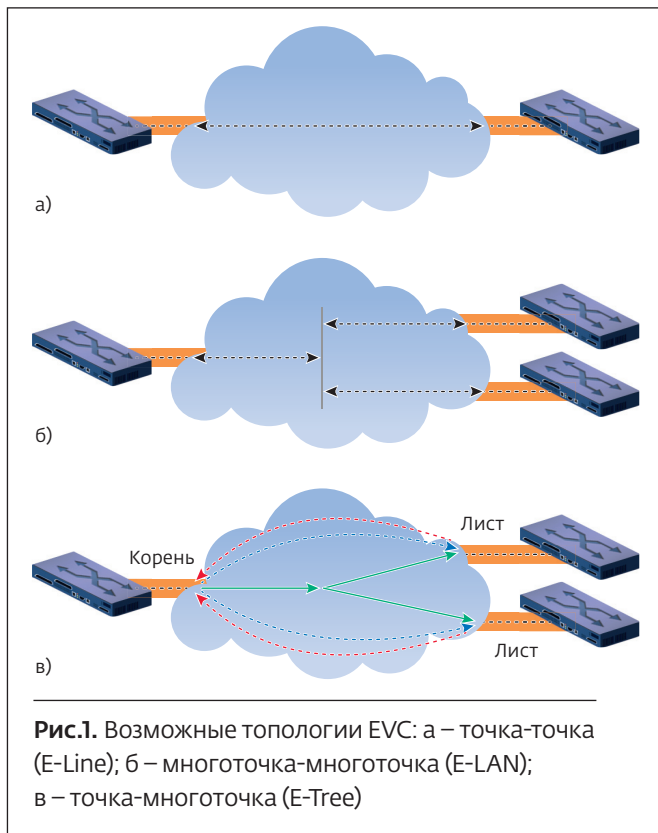 а)
б)
Корень
Лист
Лист
в)
Рис.1. Возможные топологии EVC: а – точка-точка
(E-Line); б – многоточка-многоточка (E-LAN);
в – точка-многоточка (E-Tree)